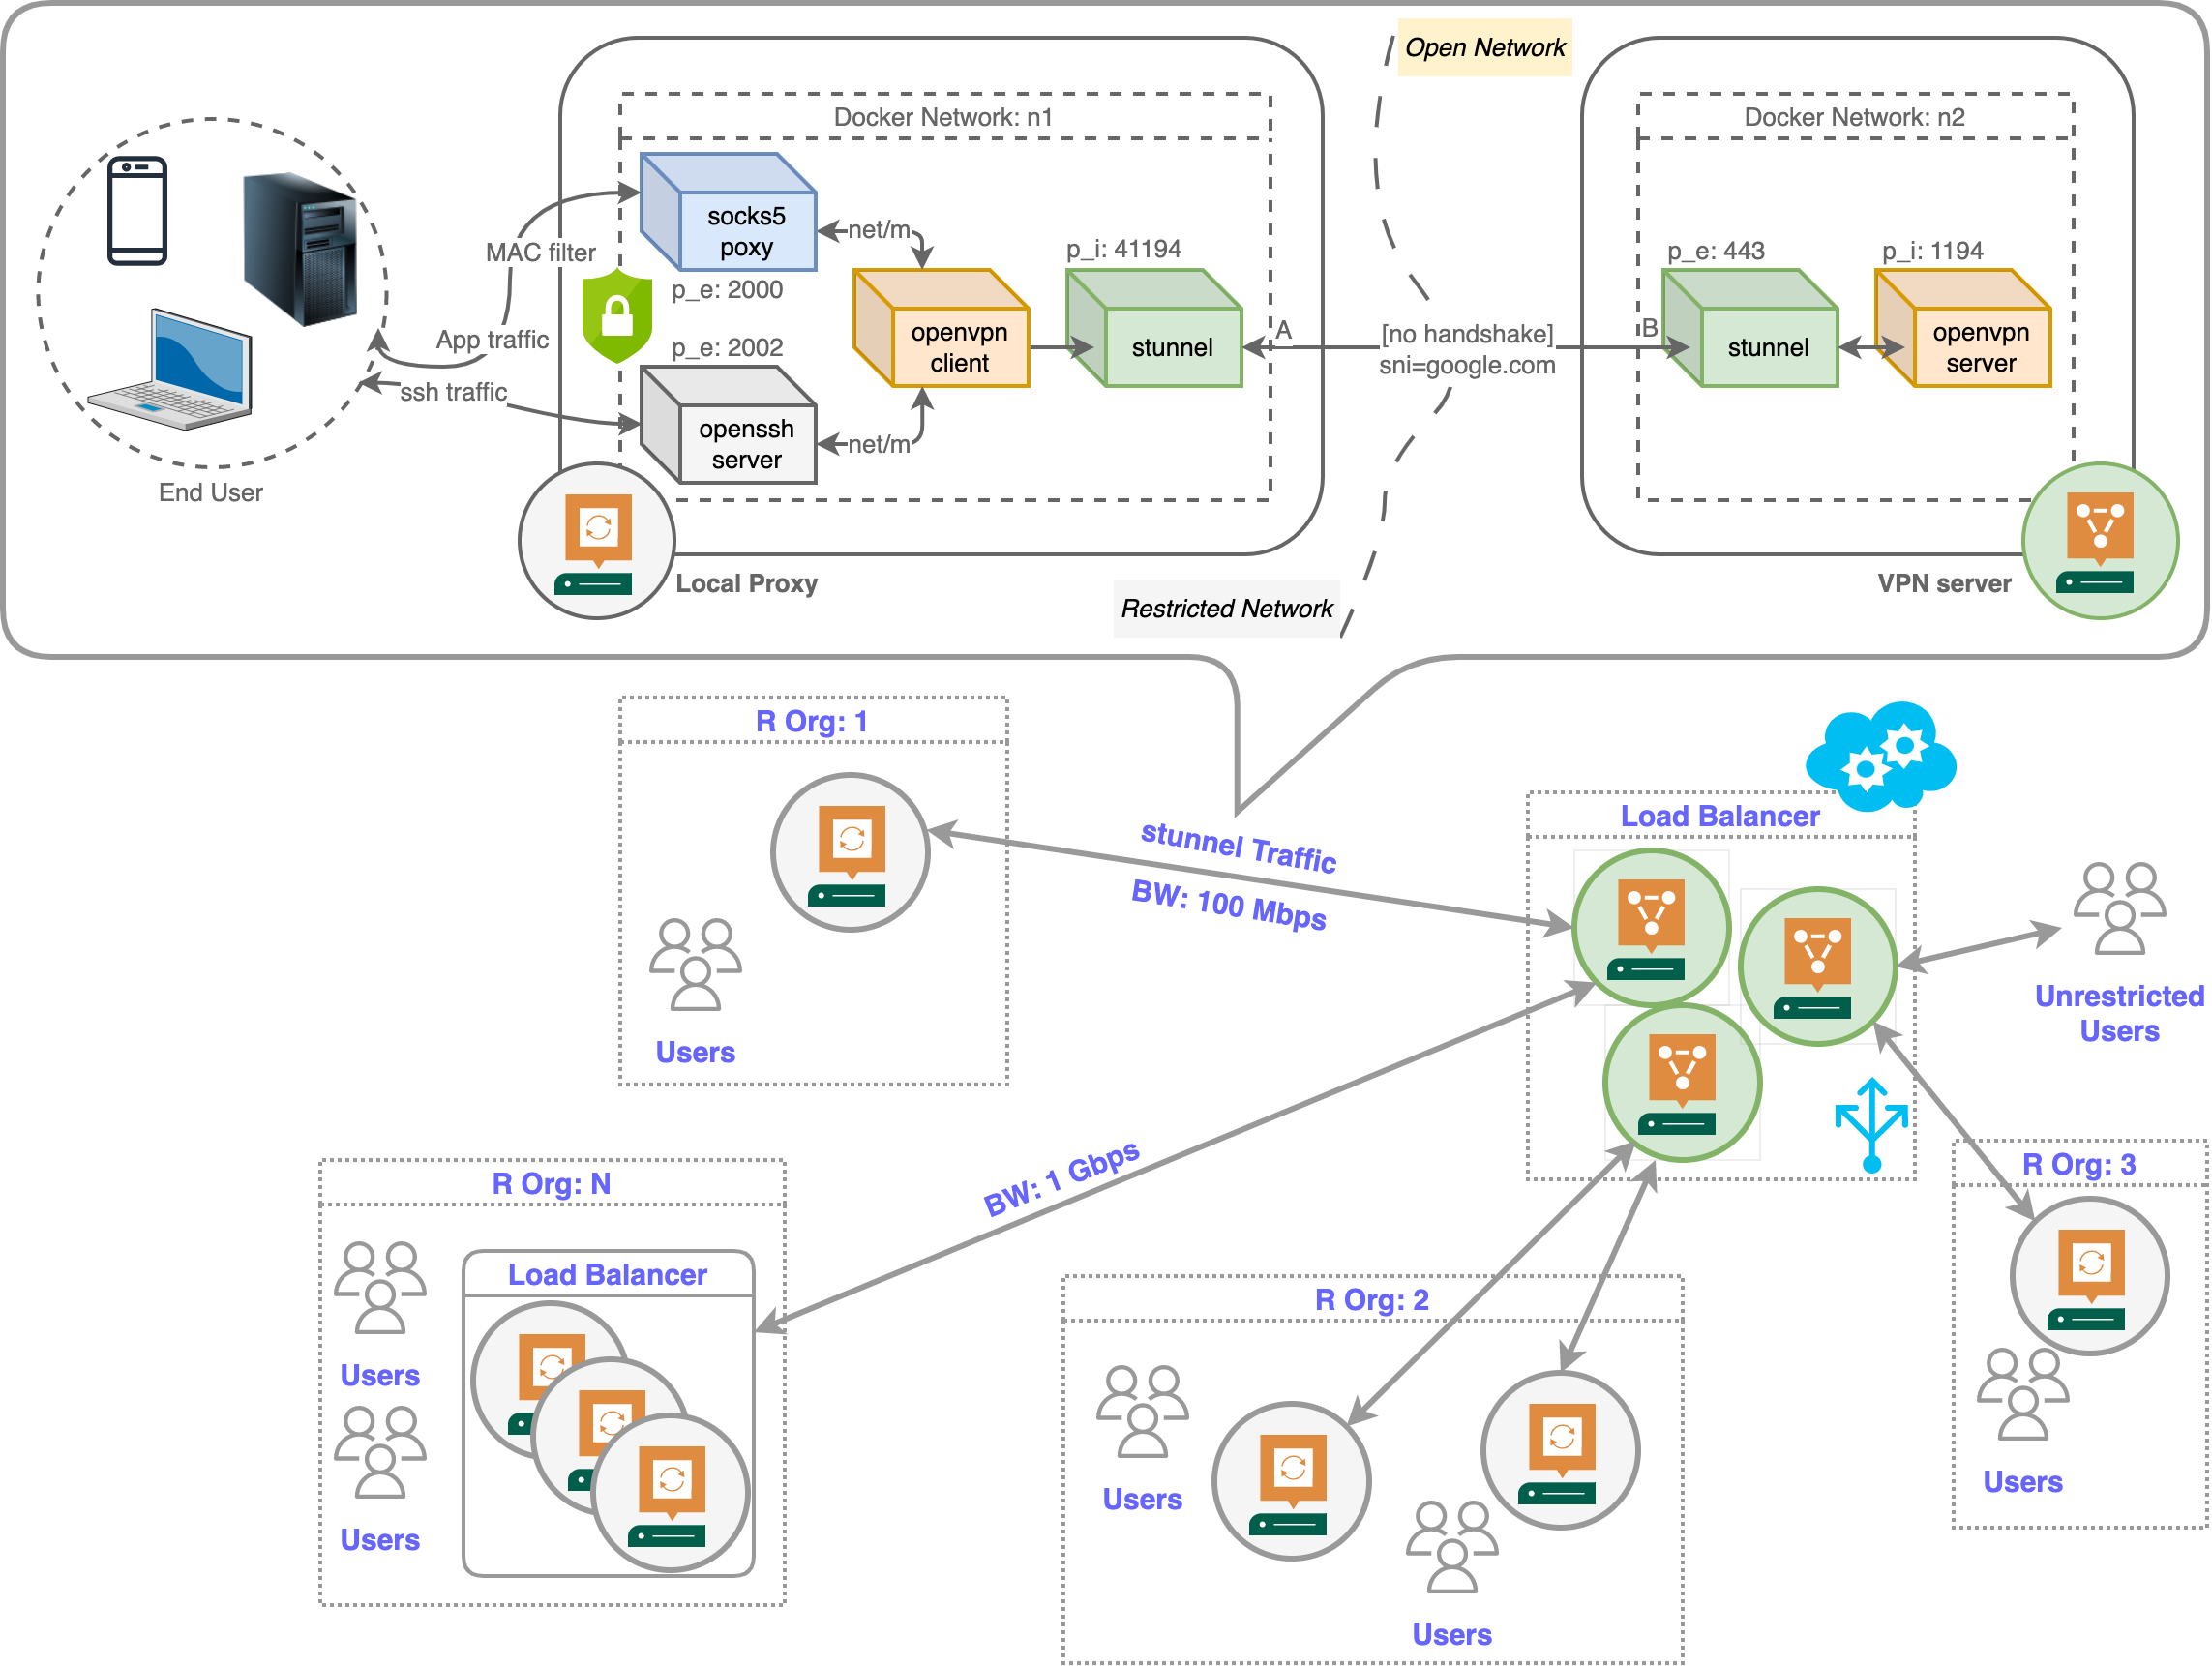 Open Network
Docker Network: n1
Docker Network: n2
socks5
poxy
net/m
MAC filter
p_i: 41194
p_e: 443
p_i: 1194
p_e: 2000
App traffic
p_e: 2002
openvpn
client
stunnel
A
[no handshake]
sni=google.com
B
stunnel
openvpn
server
ssh traffic
openssh
server
net/m
End User
Local Proxy
VPN server
Restricted Network
R Org: 1
Load Balancer
stunnel Traffic
BW: 100 Mbps
Users
Unrestricted
Users
R Org: N
BW: 1 Gbps
R Org: 3
Load Balancer
R Org: 2
Users
Users
Users
Users
Users
Users